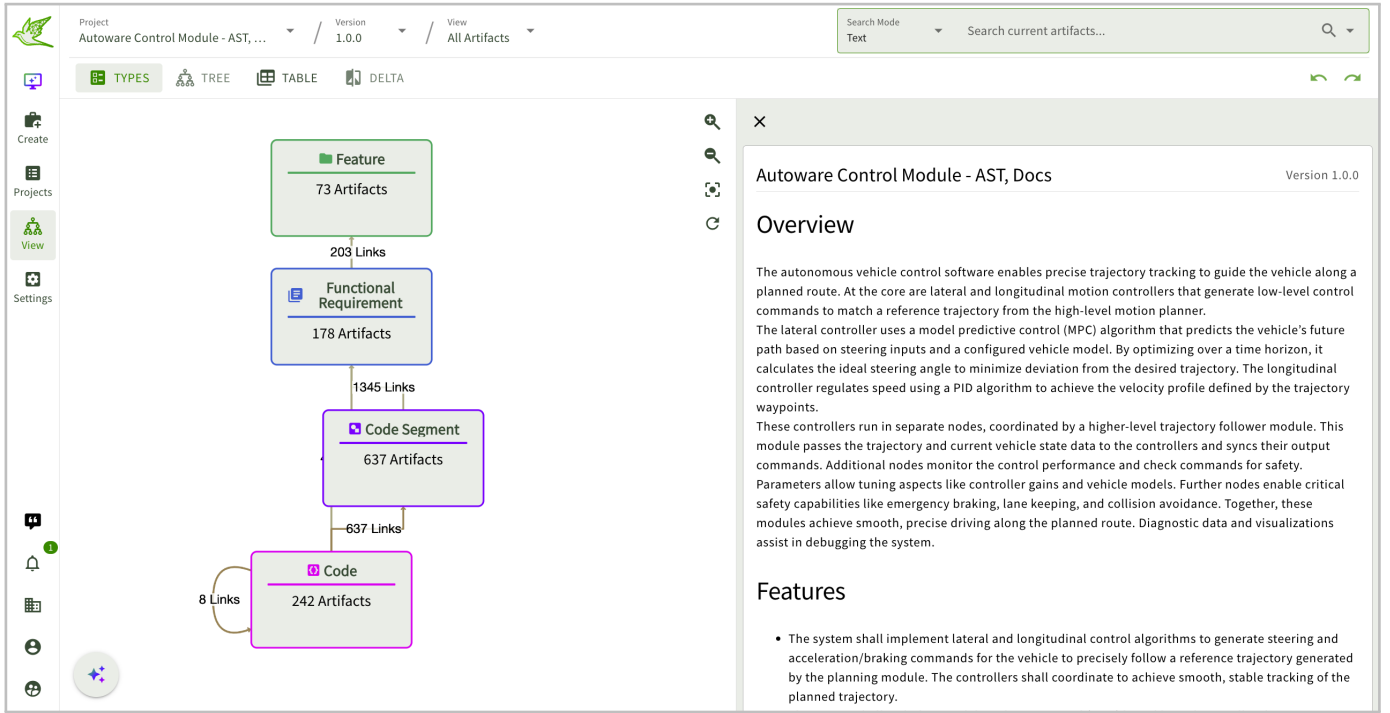 Project
Autoware Control Module - AST, ...
/
Version
1.0.0
/
View
All Artifacts
Search Mode
Text
Search current artifacts...
TYPES
TREE
TABLE
DELTA
Create
Projects
View
Settings
1
Feature
73 Artifacts
203 Links
Functional
Requirement
178 Artifacts
1345 Links
Code Segment
637 Artifacts
637 Links
Code
242 Artifacts
8 Links
Autoware Control Module - AST, Docs
Version 1.0.0
Overview
The autonomous vehicle control software enables precise trajectory tracking to guide the vehicle along a
planned route. At the core are lateral and longitudinal motion controllers that generate low-level control
commands to match a reference trajectory from the high-level motion planner.
The lateral controller uses a model predictive control (MPC) algorithm that predicts the vehicle's future
path based on steering inputs and a configured vehicle model. By optimizing over a time horizon, it
calculates the ideal steering angle to minimize deviation from the desired trajectory. The longitudinal
controller regulates speed using a PID algorithm to achieve the velocity profile defined by the trajectory
waypoints.
These controllers run in separate nodes, coordinated by a higher-level trajectory follower module. This
module passes the trajectory and current vehicle state data to the controllers and syncs their output
commands. Additional nodes monitor the control performance and check commands for safety.
Parameters allow tuning aspects like controller gains and vehicle models. Further nodes enable critical
safety capabilities like emergency braking, lane keeping, and collision avoidance. Together, these
modules achieve smooth, precise driving along the planned route. Diagnostic data and visualizations
assist in debugging the system.
Features
• The system shall implement lateral and longitudinal control algorithms to generate steering and
acceleration/braking commands for the vehicle to precisely follow a reference trajectory generated
by the planning module. The controllers shall coordinate to achieve smooth, stable tracking of the
planned trajectory.